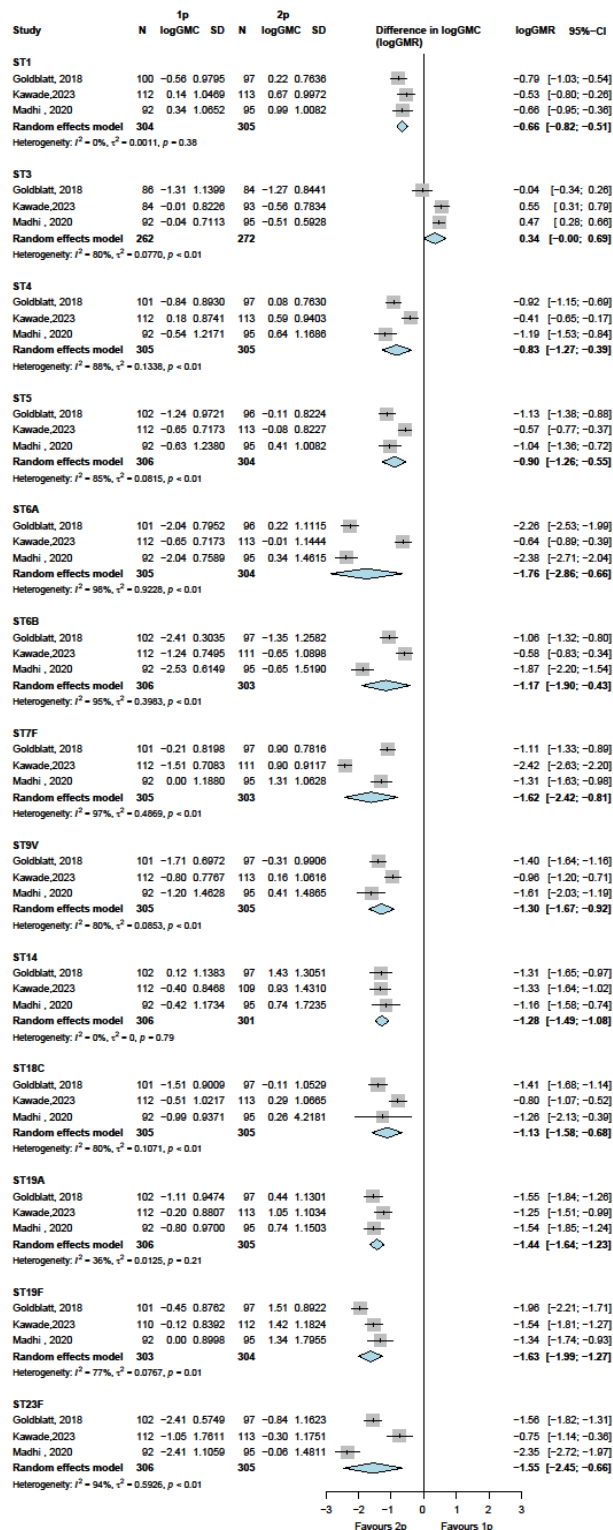 1p 2p
Study N logGMC SD N logGMC SD Difference in logGMC (logGMR) logGMR 95%-CI
ST1
Goldblatt, 2018 100 −0.56 0.9795 97 0.22 0.7636 −0.79 [−1.03; −0.54]
Kawade,2023 112 0.14 1.0469 113 0.67 0.9972 −0.53 [−0.80; −0.26]
Madhi , 2020 92 0.34 1.0652 95 0.99 1.0082 −0.66 [−0.95; −0.36]
Random effects model 304 305 −0.66 [−0.82; −0.51]
Heterogeneity: I² = 0%, τ² = 0.0011, p = 0.38
ST3
Goldblatt, 2018 86 −1.31 1.1399 84 −1.27 0.8441 −0.04 [−0.34; 0.26]
Kawade,2023 84 −0.01 0.8226 93 −0.56 0.7834 0.55 [ 0.31; 0.79]
Madhi , 2020 92 −0.04 0.7113 95 −0.51 0.5928 0.47 [ 0.28; 0.66]
Random effects model 262 272 0.34 [−0.00; 0.69]
Heterogeneity: I² = 80%, τ² = 0.0770, p < 0.01
ST4
Goldblatt, 2018 101 −0.84 0.8930 97 0.08 0.7630 −0.92 [−1.15; −0.69]
Kawade,2023 112 0.18 0.8741 113 0.59 0.9403 −0.41 [−0.65; −0.17]
Madhi , 2020 92 −0.54 1.2171 95 0.64 1.1686 −1.19 [−1.53; −0.84]
Random effects model 305 305 −0.83 [−1.27; −0.39]
Heterogeneity: I² = 88%, τ² = 0.1338, p < 0.01
ST5
Goldblatt, 2018 102 −1.24 0.9721 96 −0.11 0.8224 −1.13 [−1.38; −0.88]
Kawade,2023 112 −0.65 0.7173 113 −0.08 0.8227 −0.57 [−0.77; −0.37]
Madhi , 2020 92 −0.63 1.2380 95 0.41 1.0082 −1.04 [−1.36; −0.72]
Random effects model 306 304 −0.90 [−1.26; −0.55]
Heterogeneity: I² = 85%, τ² = 0.0815, p < 0.01
ST6A
Goldblatt, 2018 101 −2.04 0.7952 96 0.22 1.1115 −2.26 [−2.53; −1.99]
Kawade,2023 112 −0.65 0.7173 113 −0.01 1.1444 −0.64 [−0.89; −0.39]
Madhi , 2020 92 −2.04 0.7589 95 0.34 1.4615 −2.38 [−2.71; −2.04]
Random effects model 305 304 −1.76 [−2.86; −0.66]
Heterogeneity: I² = 98%, τ² = 0.9228, p < 0.01
ST6B
Goldblatt, 2018 102 −2.41 0.3035 97 −1.35 1.2582 −1.06 [−1.32; −0.80]
Kawade,2023 112 −1.24 0.7495 111 −0.65 1.0898 −0.58 [−0.83; −0.34]
Madhi , 2020 92 −2.53 0.6149 95 −0.65 1.5190 −1.87 [−2.20; −1.54]
Random effects model 306 303 −1.17 [−1.90; −0.43]
Heterogeneity: I² = 95%, τ² = 0.3983, p < 0.01
ST7F
Goldblatt, 2018 101 −0.21 0.8198 97 0.90 0.7816 −1.11 [−1.33; −0.89]
Kawade,2023 112 −1.51 0.7083 111 0.90 0.9117 −2.42 [−2.63; −2.20]
Madhi , 2020 92 0.00 1.1880 95 1.31 1.0628 −1.31 [−1.63; −0.98]
Random effects model 305 303 −1.62 [−2.42; −0.81]
Heterogeneity: I² = 97%, τ² = 0.4869, p < 0.01
ST9V
Goldblatt, 2018 101 −1.71 0.6972 97 −0.31 0.9906 −1.40 [−1.64; −1.16]
Kawade,2023 112 −0.80 0.7767 113 0.16 1.0616 −0.96 [−1.20; −0.71]
Madhi , 2020 92 −1.20 1.4628 95 0.41 1.4865 −1.61 [−2.03; −1.19]
Random effects model 305 305 −1.30 [−1.67; −0.92]
Heterogeneity: I² = 80%, τ² = 0.0853, p < 0.01
ST14
Goldblatt, 2018 102 0.12 1.1383 97 1.43 1.3051 −1.31 [−1.65; −0.97]
Kawade,2023 112 −0.40 0.8468 109 0.93 1.4310 −1.33 [−1.64; −1.02]
Madhi , 2020 92 −0.42 1.1734 95 0.74 1.7235 −1.16 [−1.58; −0.74]
Random effects model 306 301 −1.28 [−1.49; −1.08]
Heterogeneity: I² = 0%, τ² = 0, p = 0.79
ST18C
Goldblatt, 2018 101 −1.51 0.9009 97 −0.11 1.0529 −1.41 [−1.68; −1.14]
Kawade,2023 112 −0.51 1.0217 113 0.29 1.0665 −0.80 [−1.07; −0.52]
Madhi , 2020 92 −0.99 0.9371 95 0.26 4.2181 −1.26 [−2.13; −0.39]
Random effects model 305 305 −1.13 [−1.58; −0.68]
Heterogeneity: I² = 80%, τ² = 0.1071, p < 0.01
ST19A
Goldblatt, 2018 102 −1.11 0.9474 97 0.44 1.1301 −1.55 [−1.84; −1.26]
Kawade,2023 112 −0.20 0.8807 113 1.05 1.1034 −1.25 [−1.51; −0.99]
Madhi , 2020 92 −0.80 0.9700 95 0.74 1.1503 −1.54 [−1.85; −1.24]
Random effects model 306 305 −1.44 [−1.64; −1.23]
Heterogeneity: I² = 36%, τ² = 0.0125, p = 0.21
ST19F
Goldblatt, 2018 101 −0.45 0.8762 97 1.51 0.8922 −1.96 [−2.21; −1.71]
Kawade,2023 110 −0.12 0.8392 112 1.42 1.1824 −1.54 [−1.81; −1.27]
Madhi , 2020 92 0.00 0.8998 95 1.34 1.7955 −1.34 [−1.74; −0.93]
Random effects model 303 304 −1.63 [−1.99; −1.27]
Heterogeneity: I² = 77%, τ² = 0.0767, p = 0.01
ST23F
Goldblatt, 2018 102 −2.41 0.5749 97 −0.84 1.1623 −1.56 [−1.82; −1.31]
Kawade,2023 112 −1.05 1.7611 113 −0.30 1.1751 −0.75 [−1.14; −0.36]
Madhi , 2020 92 −2.41 1.1059 95 −0.06 1.4811 −2.35 [−2.72; −1.97]
Random effects model 306 305 −1.55 [−2.45; −0.66]
Heterogeneity: I² = 94%, τ² = 0.5926, p < 0.01
−3 −2 −1 0 1 2 3
Favours 2p Favours 1p